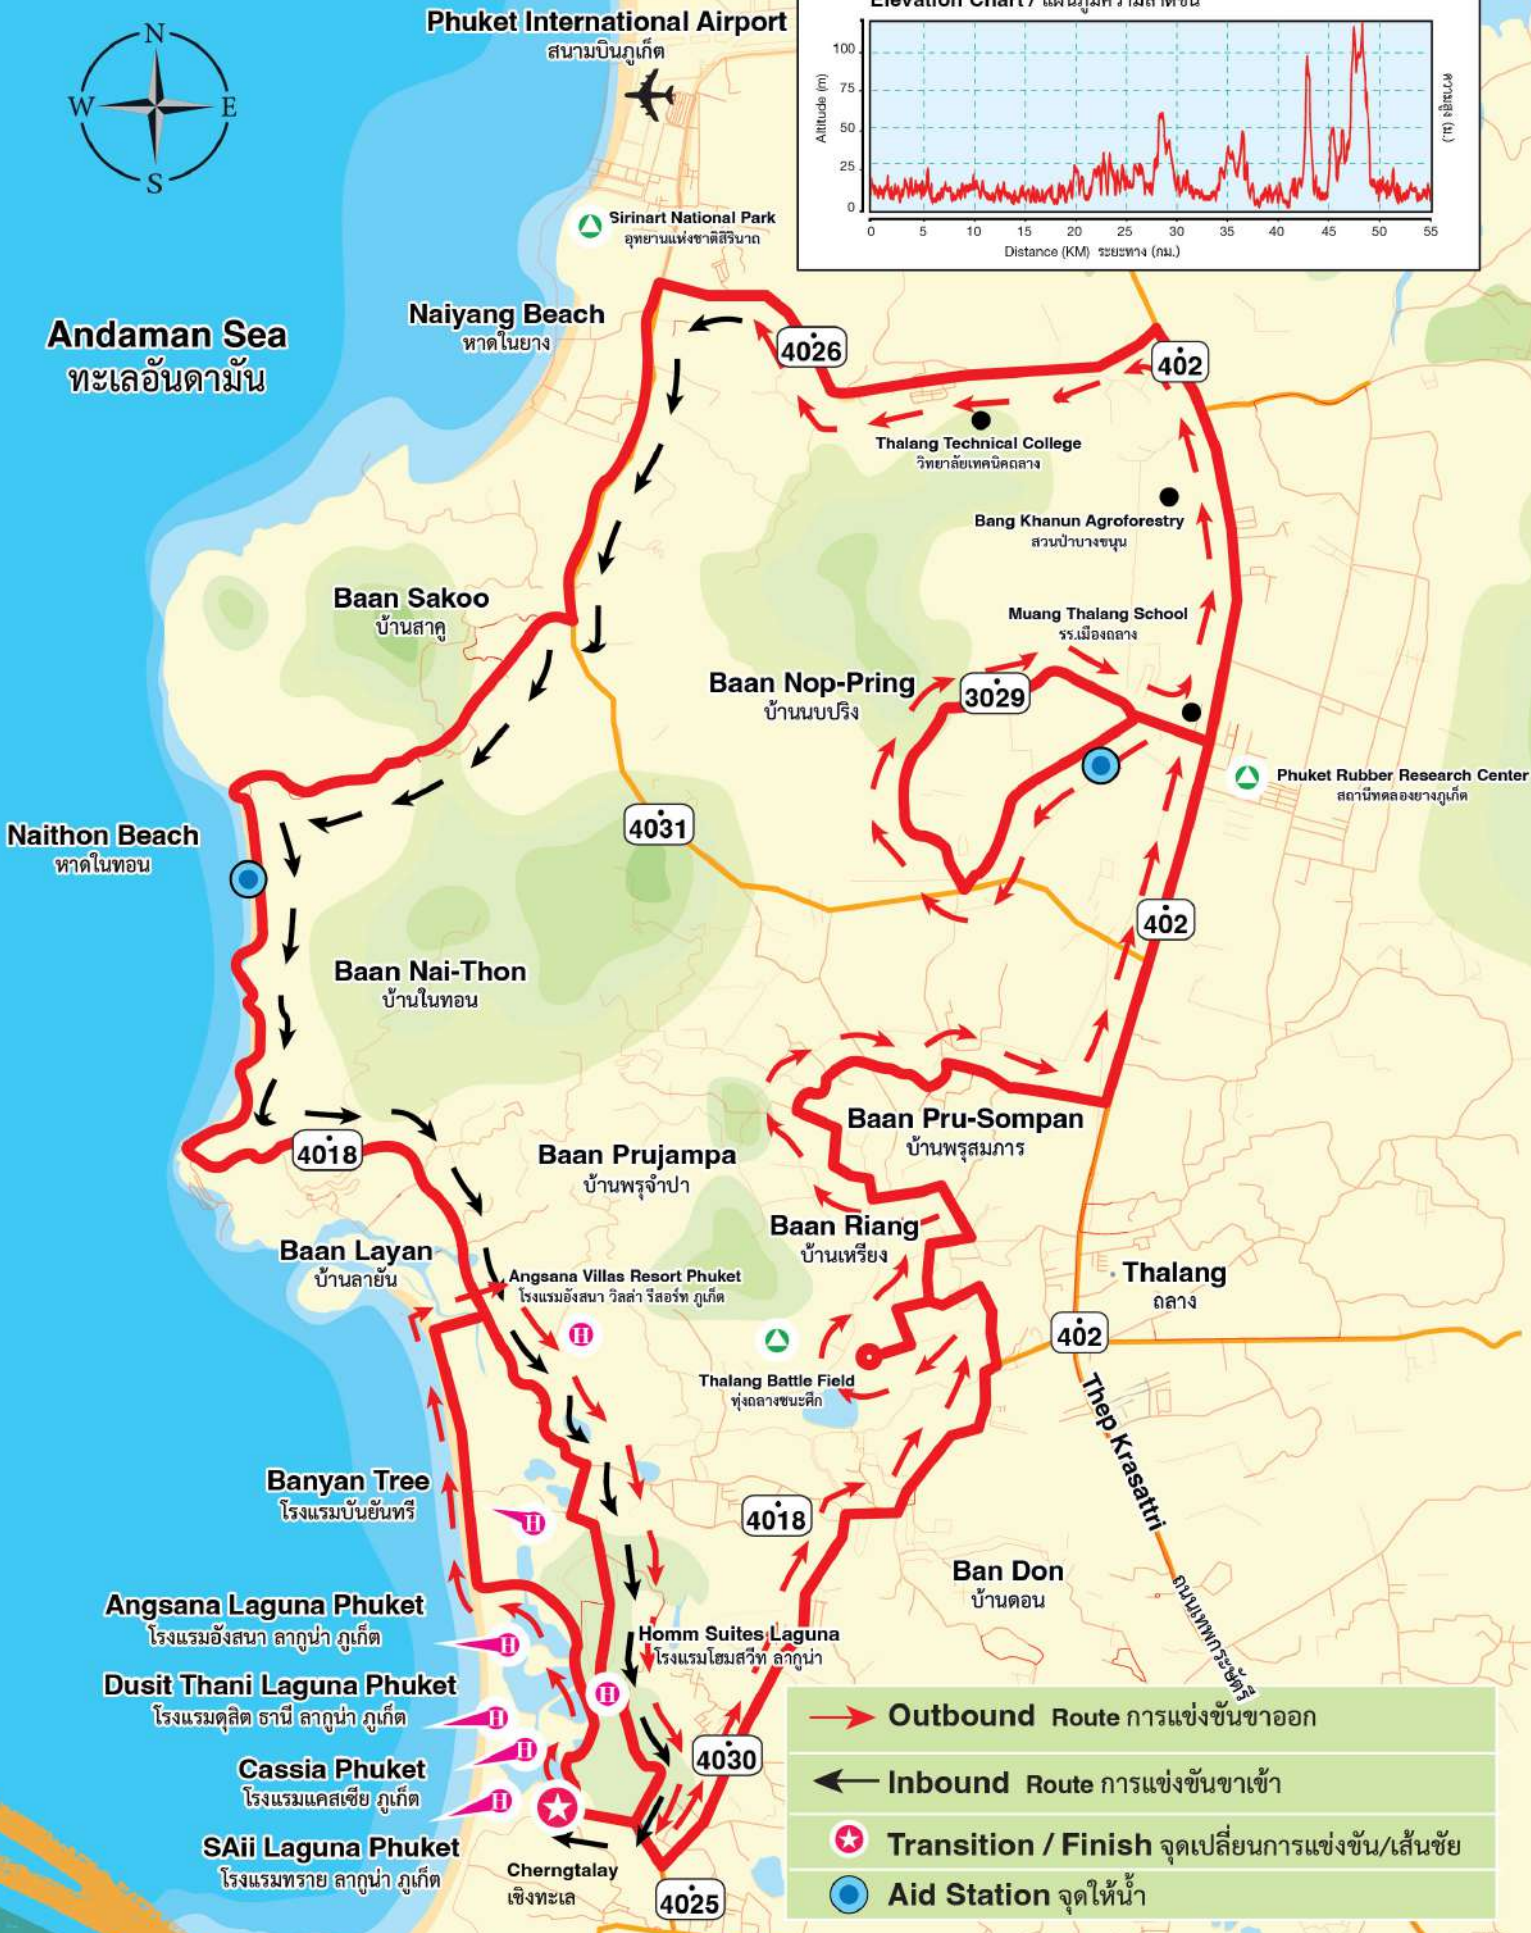 Phuket International Airport
สนามบินภูเก็ต
N
W
E
S
Elevation Chart / แผนภูมิความลาดชัน
Altitude (m)
100
75
50
25
0
ความสูง (ม.)
0 5 10 15 20 25 30 35 40 45 50 55
Distance (KM) ระยะทาง (กม.)
Sirinart National Park
อุทยานแห่งชาติสิรินาถ
Naiyang Beach
หาดในยาง
Andaman Sea
ทะเลอันดามัน
4026
402
Thalang Technical College
วิทยาลัยเทคนิคถลาง
Bang Khanun Agroforestry
สวนป่าบางขนุน
Baan Sakoo
บ้านสาคู
Muang Thalang School
รร.เมืองถลาง
Baan Nop-Pring
บ้านนบปริง
3029
Phuket Rubber Research Center
สถานีทดลองยางภูเก็ต
Naithon Beach
หาดในทอน
4031
402
Baan Nai-Thon
บ้านในทอน
Baan Pru-Sompan
บ้านพรุสมภาร
4018
Baan Prujampa
บ้านพรุจำปา
Baan Riang
บ้านเหรียง
Baan Layan
บ้านลายัน
Angsana Villas Resort Phuket
โรงแรมอังสนา วิลล่า รีสอร์ท ภูเก็ต
H
Thalang
ถลาง
402
Thalang Battle Field
ทุ่งถลางชนะศึก
Thep Krasattri
ถนนเทพกระษัตรี
Banyan Tree
โรงแรมบันยันทรี
H
4018
Ban Don
บ้านดอน
Angsana Laguna Phuket
โรงแรมอังสนา ลากูน่า ภูเก็ต
H
Homm Suites Laguna
โรงแรมโฮมสวีท ลากูน่า
H
Dusit Thani Laguna Phuket
โรงแรมดุสิต ธานี ลากูน่า ภูเก็ต
H
Cassia Phuket
โรงแรมแคสเซีย ภูเก็ต
H
4030
SAii Laguna Phuket
โรงแรมทราย ลากูน่า ภูเก็ต
H
Cherngtalay
เชิงทะเล
4025
Outbound Route การแข่งขันขาออก
Inbound Route การแข่งขันขาเข้า
Transition / Finish จุดเปลี่ยนการแข่งขัน/เส้นชัย
Aid Station จุดให้น้ำ